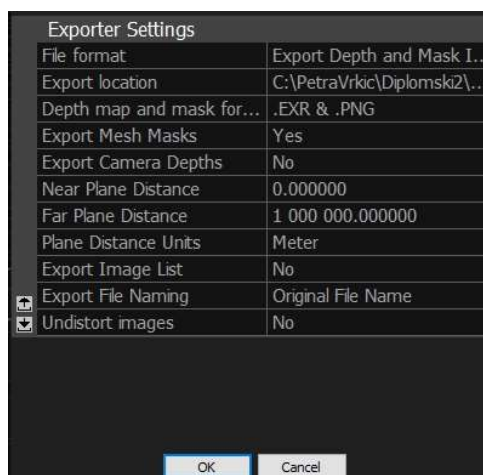 Exporter Settings
File format Export Depth and Mask I...
Export location C:\PetraVrkic\Diplomski2\...
Depth map and mask for... .EXR & .PNG
Export Mesh Masks Yes
Export Camera Depths No
Near Plane Distance 0.000000
Far Plane Distance 1 000 000.000000
Plane Distance Units Meter
Export Image List No
Export File Naming Original File Name
Undistort images No
OK Cancel